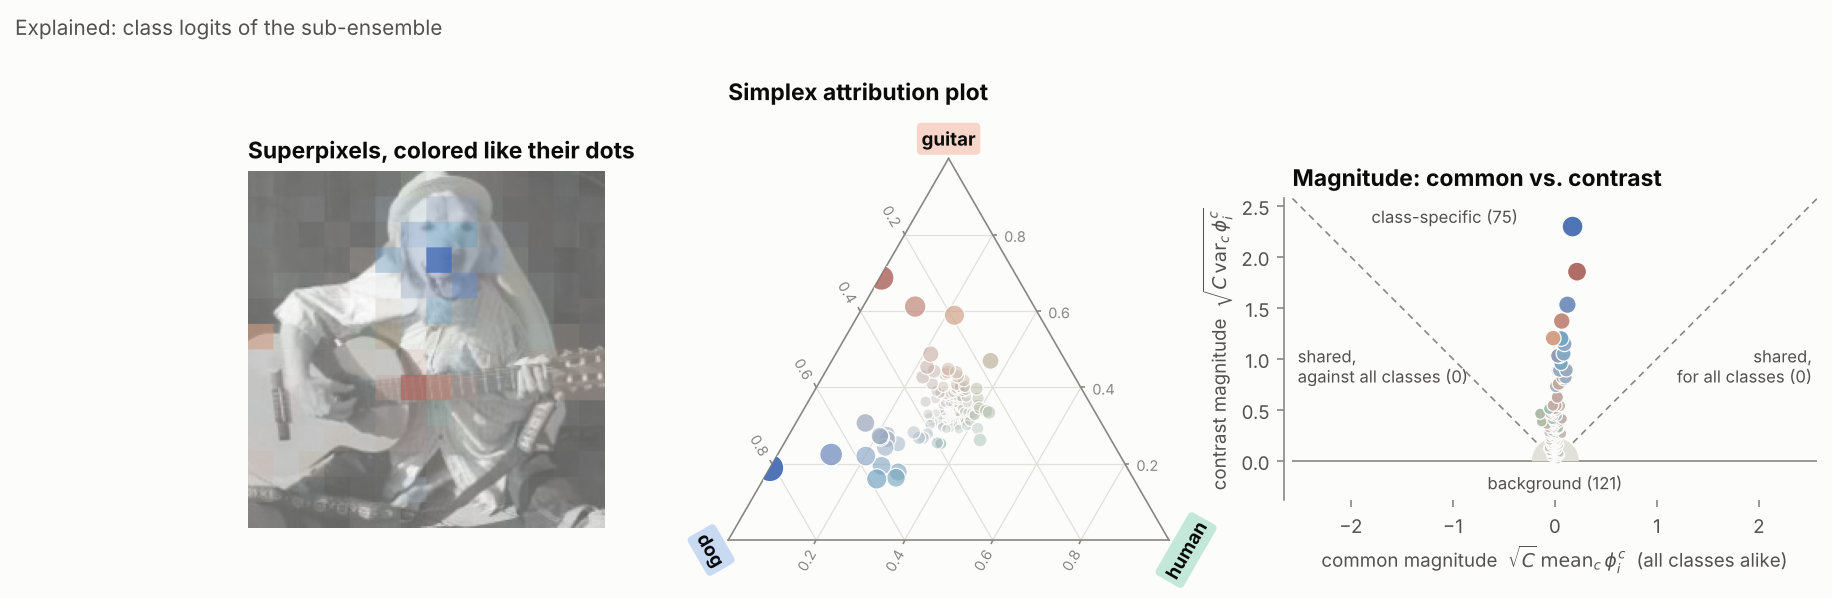 Explained: class logits of the sub-ensemble
Superpixels, colored like their dots
Simplex attribution plot
guitar
dog
human
0.2
0.4
0.6
0.8
0.8
0.6
0.4
0.2
0.2
0.4
0.6
0.8
Magnitude: common vs. contrast
contrast magnitude √C var_c ϕ_i^c
2.5
2.0
1.5
1.0
0.5
0.0
class-specific (75)
shared,
against all classes (0)
shared,
for all classes (0)
background (121)
−2
−1
0
1
2
common magnitude √C mean_c ϕ_i^c (all classes alike)